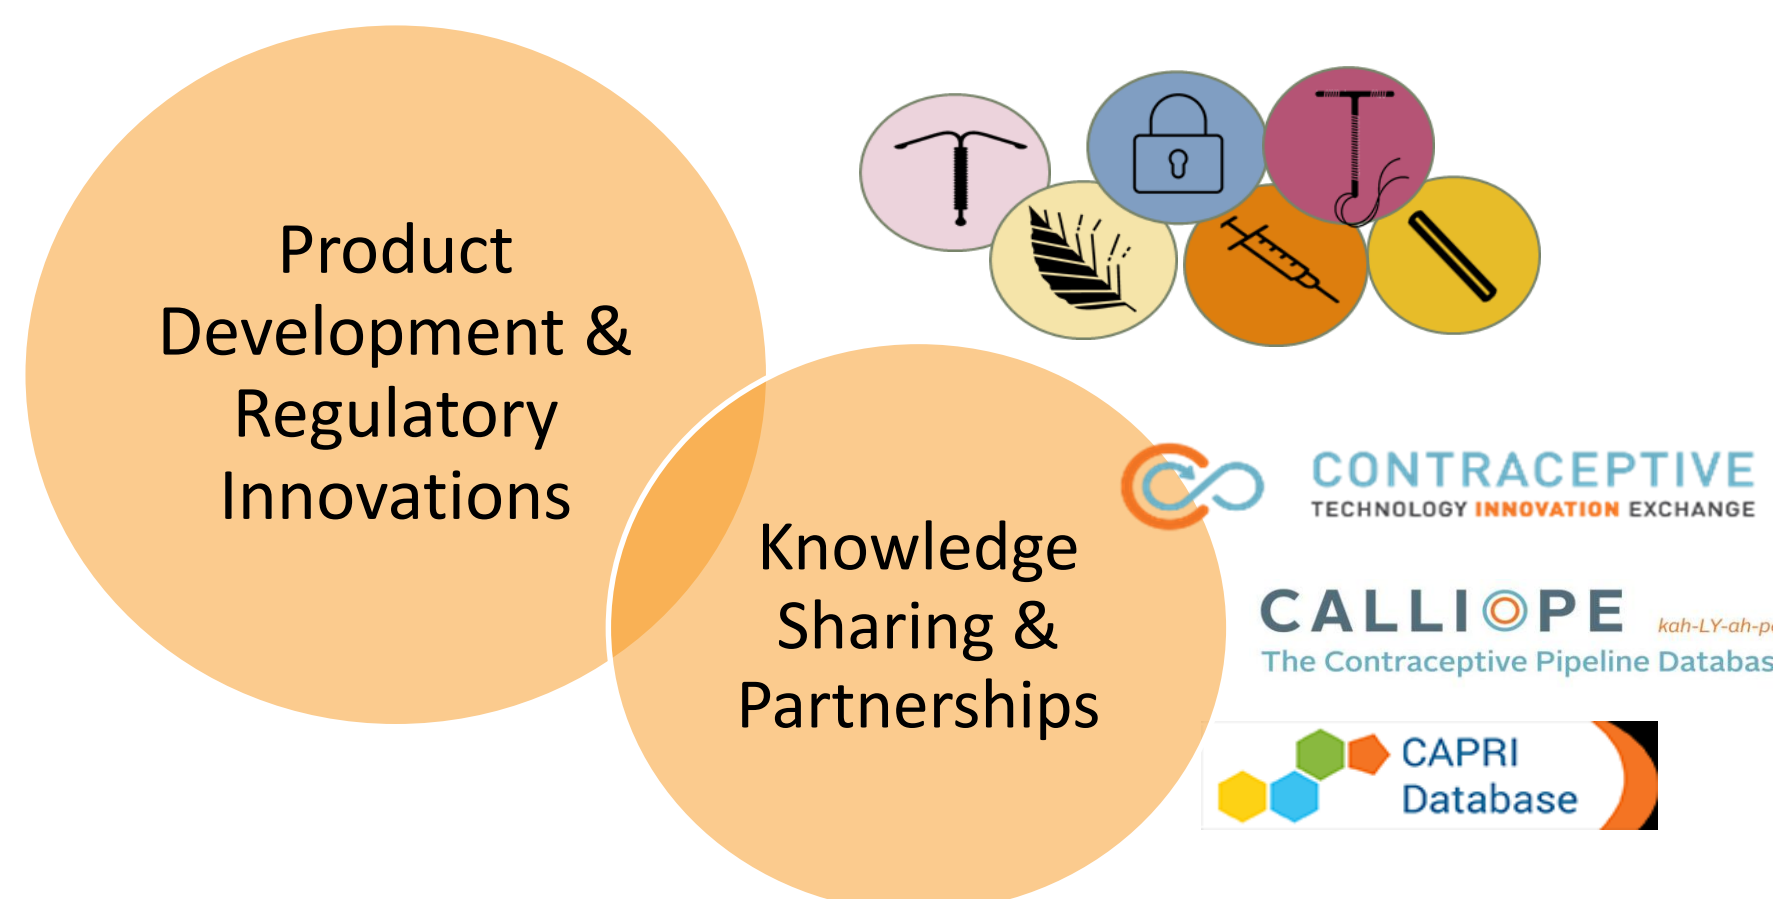 Product
Development &
Regulatory
Innovations
Knowledge
Sharing &
Partnerships
CONTRACEPTIVE
TECHNOLOGY INNOVATION EXCHANGE
CALLIOPE
The Contraceptive Pipeline
CAPRI
Database